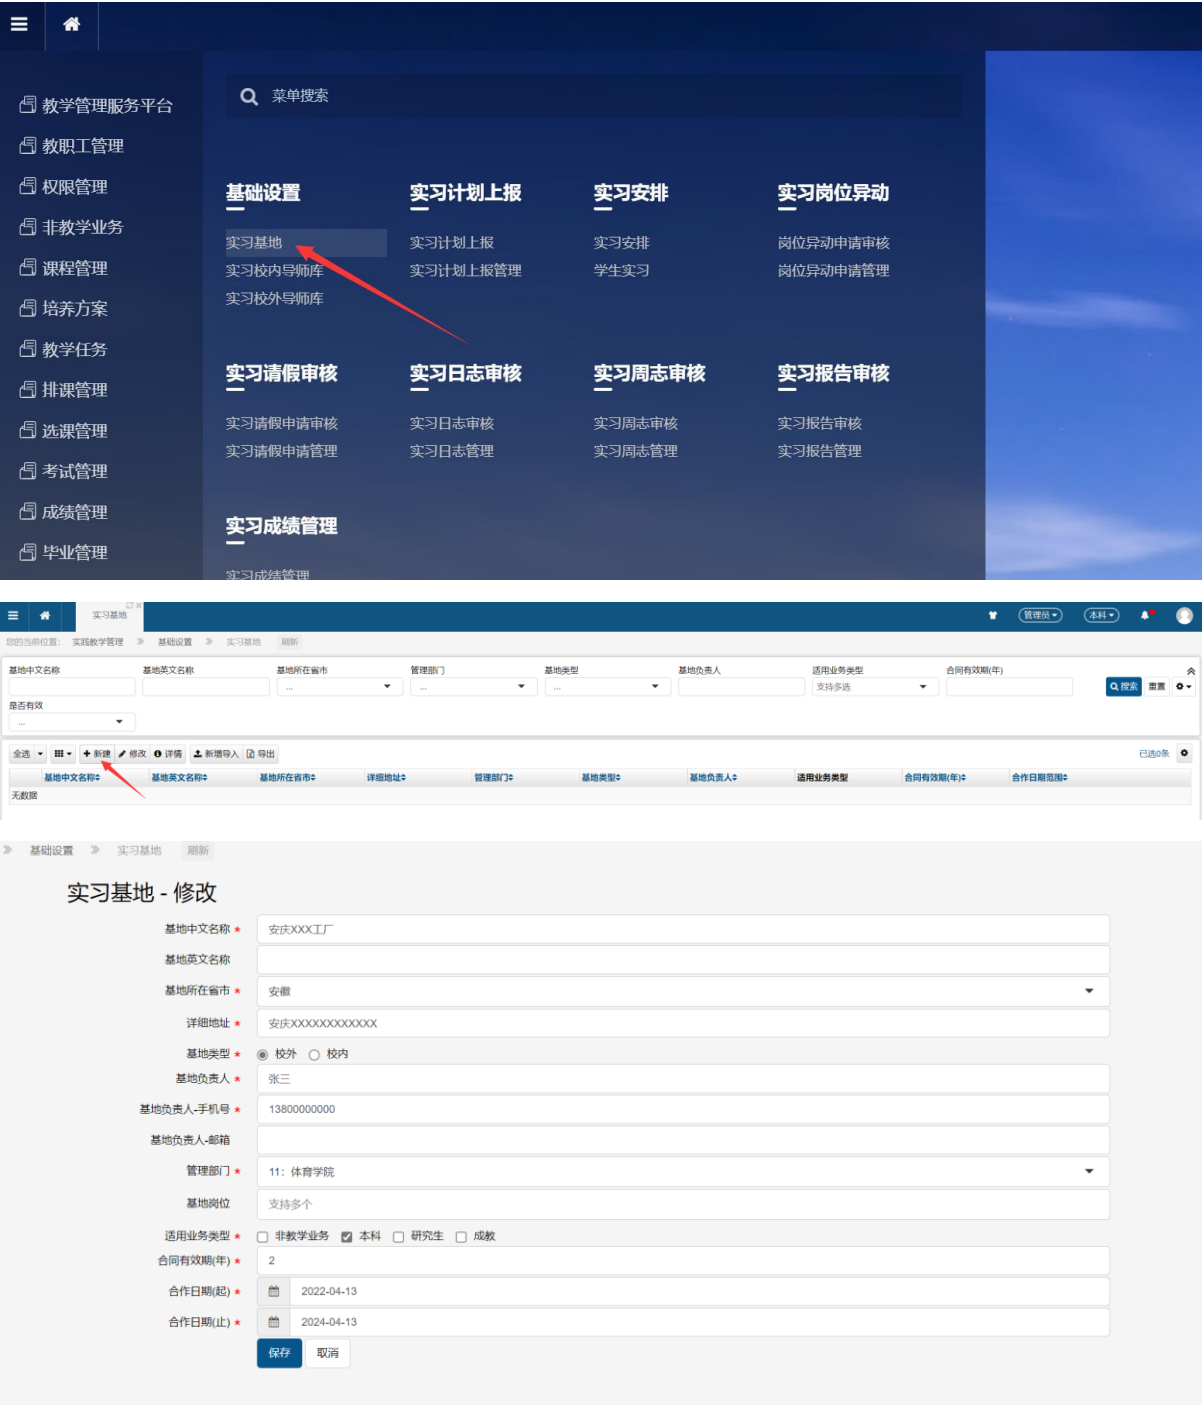 菜单搜索
教学管理服务平台
教职工管理
权限管理
非教学业务
课程管理
培养方案
教学任务
排课管理
选课管理
考试管理
成绩管理
毕业管理
基础设置
实习基地
实习校内导师库
实习校外导师库
实习计划上报
实习计划上报
实习计划上报管理
实习安排
实习安排
学生实习
实习岗位异动
岗位异动申请审核
岗位异动申请管理
实习请假审核
实习请假申请审核
实习请假申请管理
实习日志审核
实习日志审核
实习日志管理
实习周志审核
实习周志审核
实习周志管理
实习报告审核
实习报告审核
实习报告管理
实习成绩管理
实习成绩管理
实习基地 管理员 本科
您的当前位置: 实践教学管理 » 基础设置 » 实习基地 刷新
基地中文名称 基地英文名称 基地所在省市 管理部门 基地类型 基地负责人 适用业务类型 合同有效期(年)
... ... ... 支持多选 搜索 重置
是否有效
...
全选 新建 修改 详情 新增导入 导出 已选0条
基地中文名称 基地英文名称 基地所在省市 详细地址 管理部门 基地类型 基地负责人 适用业务类型 合同有效期(年) 合作日期范围
无数据
» 基础设置 » 实习基地 刷新
实习基地 - 修改
基地中文名称 * 安庆XXX工厂
基地英文名称
基地所在省市 * 安徽
详细地址 * 安庆XXXXXXXXXXXX
基地类型 * 校外 校内
基地负责人 * 张三
基地负责人-手机号 * 13800000000
基地负责人-邮箱
管理部门 * 11：体育学院
基地岗位 支持多个
适用业务类型 * 非教学业务 本科 研究生 成教
合同有效期(年) * 2
合作日期(起) * 2022-04-13
合作日期(止) * 2024-04-13
保存 取消